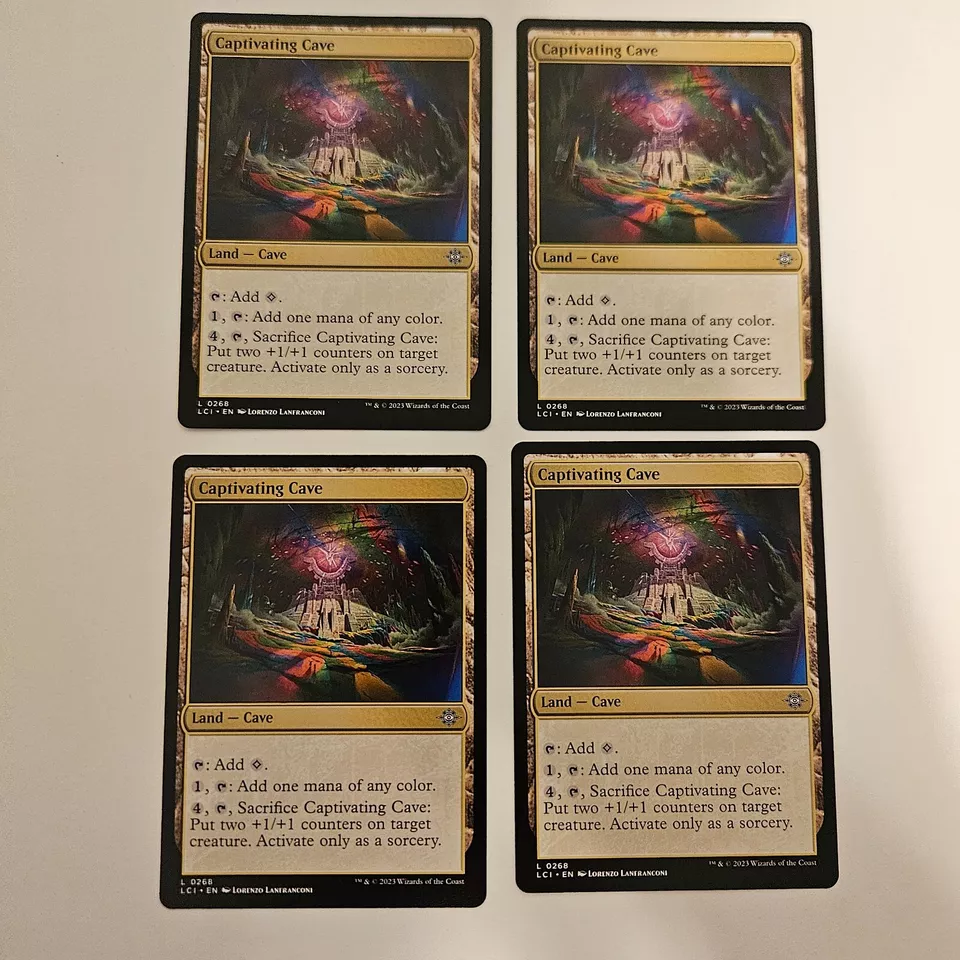 Captivating Cave
Land — Cave
: Add .
1, : Add one mana of any color.
4, , Sacrifice Captivating Cave:
Put two +1/+1 counters on target
creature. Activate only as a sorcery.
L 0268
LCI • EN Lorenzo Lanfranconi
™ & © 2023 Wizards of the Coast
Captivating Cave
Land — Cave
: Add .
1, : Add one mana of any color.
4, , Sacrifice Captivating Cave:
Put two +1/+1 counters on target
creature. Activate only as a sorcery.
L 0268
LCI • EN Lorenzo Lanfranconi
™ & © 2023 Wizards of the Coast
Captivating Cave
Land — Cave
: Add .
1, : Add one mana of any color.
4, , Sacrifice Captivating Cave:
Put two +1/+1 counters on target
creature. Activate only as a sorcery.
L 0268
LCI • EN Lorenzo Lanfranconi
™ & © 2023 Wizards of the Coast
Captivating Cave
Land — Cave
: Add .
1, : Add one mana of any color.
4, , Sacrifice Captivating Cave:
Put two +1/+1 counters on target
creature. Activate only as a sorcery.
L 0268
LCI • EN Lorenzo Lanfranconi
™ & © 2023 Wizards of the Coast